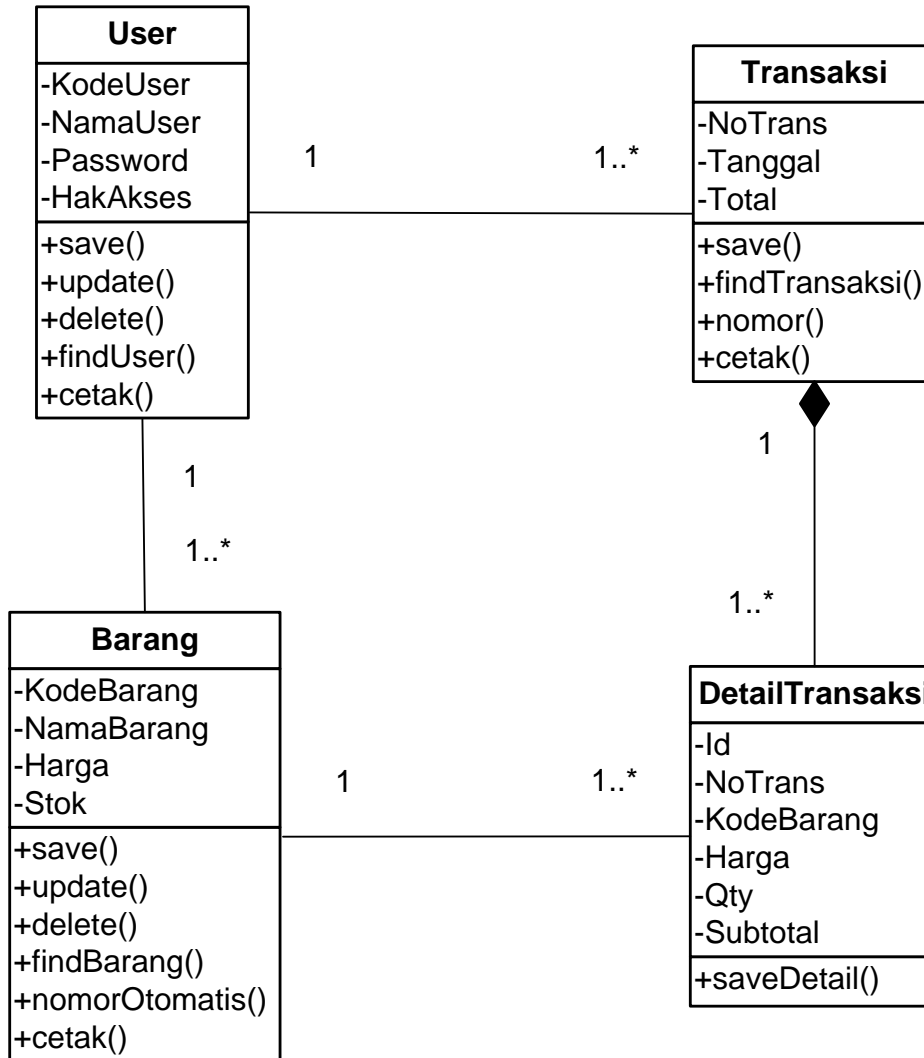 User
-KodeUser
-NamaUser
-Password
-HakAkses
+save()
+update()
+delete()
+findUser()
+cetak()
1
1..*
Transaksi
-NoTrans
-Tanggal
-Total
+save()
+findTransaksi()
+nomor()
+cetak()
1
1..*
1
1..*
Barang
-KodeBarang
-NamaBarang
-Harga
-Stok
+save()
+update()
+delete()
+findBarang()
+nomorOtomatis()
+cetak()
1
1..*
DetailTransaksi
-Id
-NoTrans
-KodeBarang
-Harga
-Qty
-Subtotal
+saveDetail()